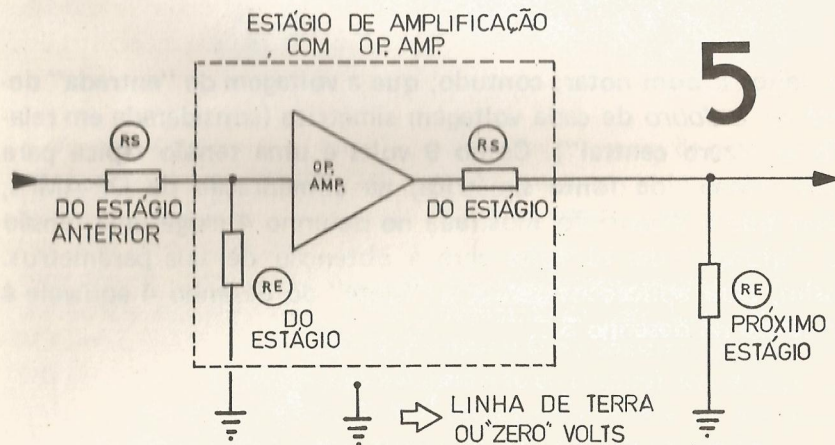 ESTÁGIO DE AMPLIFICAÇÃO
COM OP. AMP.
5
RS
DO ESTÁGIO
ANTERIOR
OP.
AMP.
RS
DO ESTÁGIO
RE
DO
ESTÁGIO
RE
PRÓXIMO
ESTÁGIO
LINHA DE TERRA
OU "ZERO" VOLTS